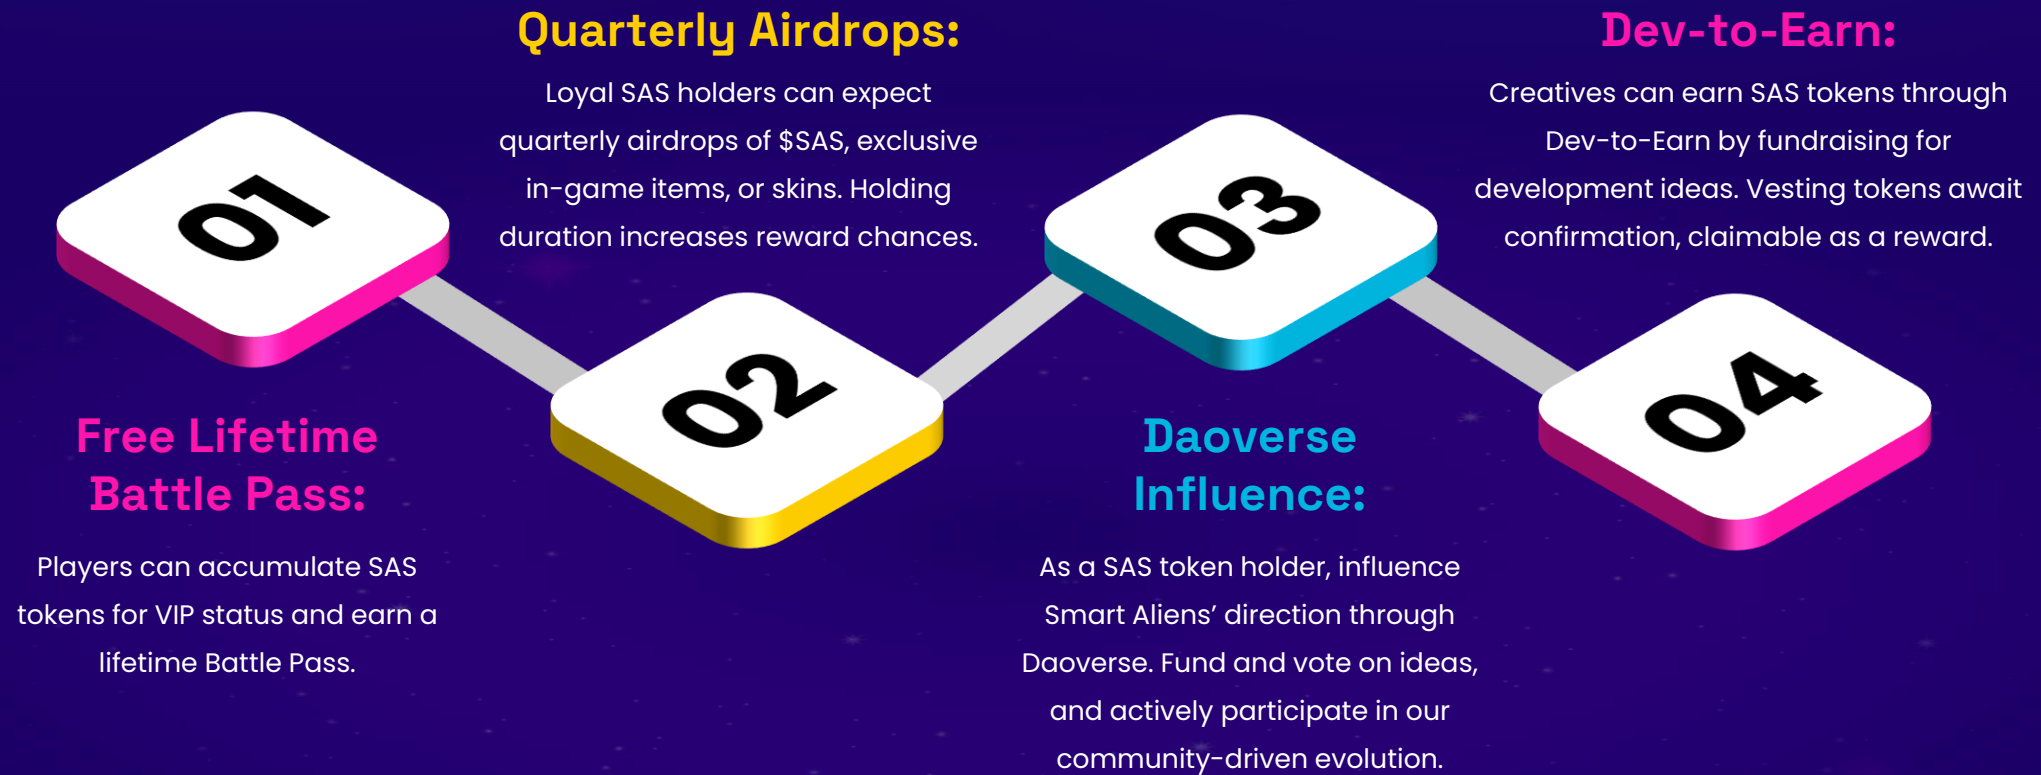 01
Free Lifetime
Battle Pass:
Players can accumulate SAS
tokens for VIP status and earn a
lifetime Battle Pass.
Quarterly Airdrops:
Loyal SAS holders can expect
quarterly airdrops of $SAS, exclusive
in-game items, or skins. Holding
duration increases reward chances.
02
03
Daoverse
Influence:
As a SAS token holder, influence
Smart Aliens’ direction through
Daoverse. Fund and vote on ideas,
and actively participate in our
community-driven evolution.
Dev-to-Earn:
Creatives can earn SAS tokens through
Dev-to-Earn by fundraising for
development ideas. Vesting tokens await
confirmation, claimable as a reward.
04